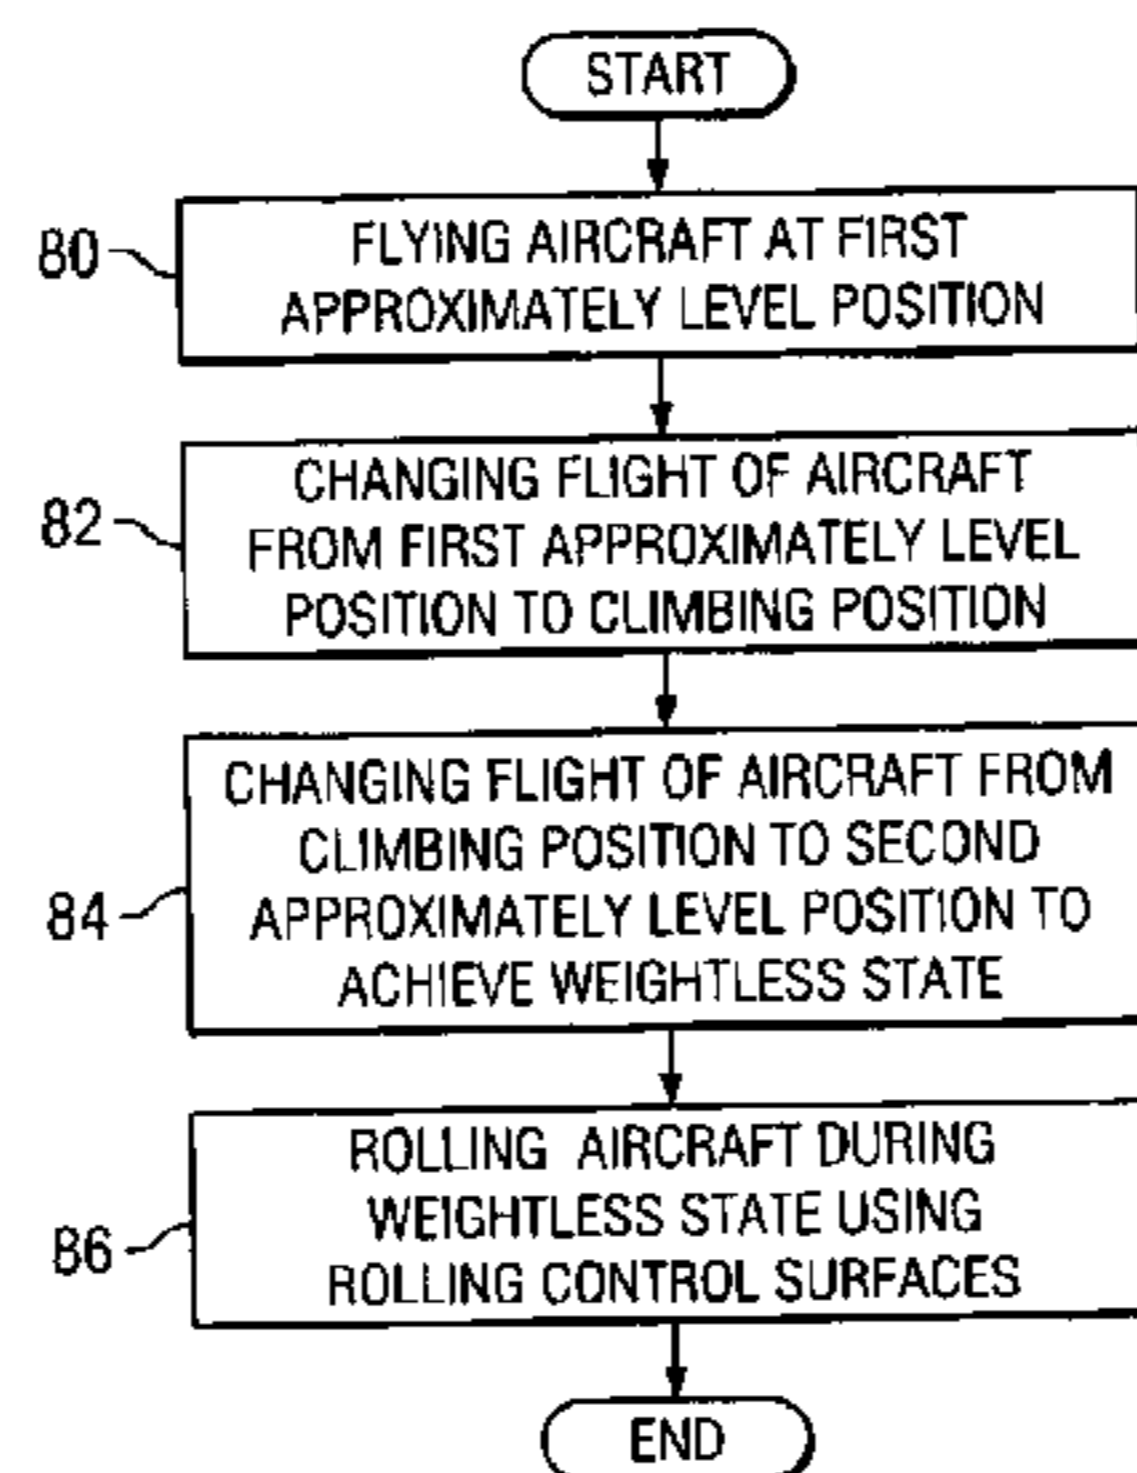 START
80
FLYING AIRCRAFT AT FIRST
APPROXIMATELY LEVEL POSITION
82
CHANGING FLIGHT OF AIRCRAFT
FROM FIRST APPROXIMATELY LEVEL
POSITION TO CLIMBING POSITION
84
CHANGING FLIGHT OF AIRCRAFT FROM
CLIMBING POSITION TO SECOND
APPROXIMATELY LEVEL POSITION TO
ACHIEVE WEIGHTLESS STATE
86
ROLLING AIRCRAFT DURING
WEIGHTLESS STATE USING
ROLLING CONTROL SURFACES
END